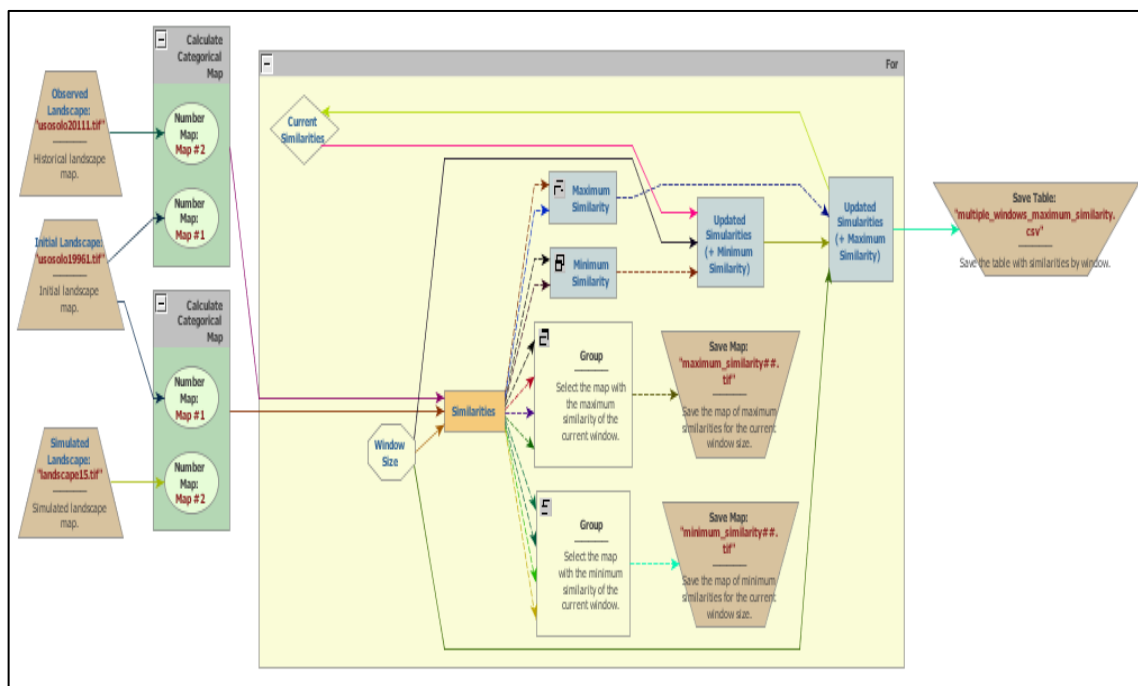 Observed
Landscape:
"usosolo20111.tif"
Historical landscape
map.
Initial Landscape:
"usosolo19961.tif"
Initial landscape
map.
Simulated
Landscape:
"landscape15.tif"
Simulated landscape
map.
Calculate
Categorical
Map
Number
Map:
Map #2
Number
Map:
Map #1
Calculate
Categorical
Map
Number
Map:
Map #1
Number
Map:
Map #2
For
Current
Similarities
Window
Size
Similarities
Maximum
Similarity
Minimum
Similarity
Group
Select the map with
the maximum
similarity of the
current window.
Group
Select the map
with the minimum
similarity of the
current window.
Save Map:
"maximum_similarity##.
tif"
Save the map of maximum
similarities for the current
window size.
Save Map:
"minimum_similarity##.
tif"
Save the map of minimum
similarities for the current
window size.
Updated
Simularities
(+ Minimum
Similarity)
Updated
Simularities
(+ Maximum
Similarity)
Save Table:
"multiple_windows_maximum_similarity.
csv"
Save the table with similarities by window.